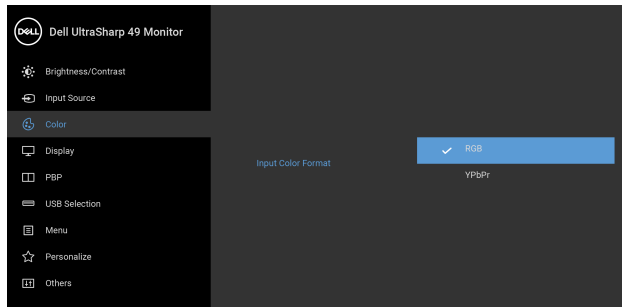 DELL Dell UltraSharp 49 Monitor
Brightness/Contrast
Input Source
Color
Display
PBP
USB Selection
Menu
Personalize
Others
Input Color Format
RGB
YPbPr